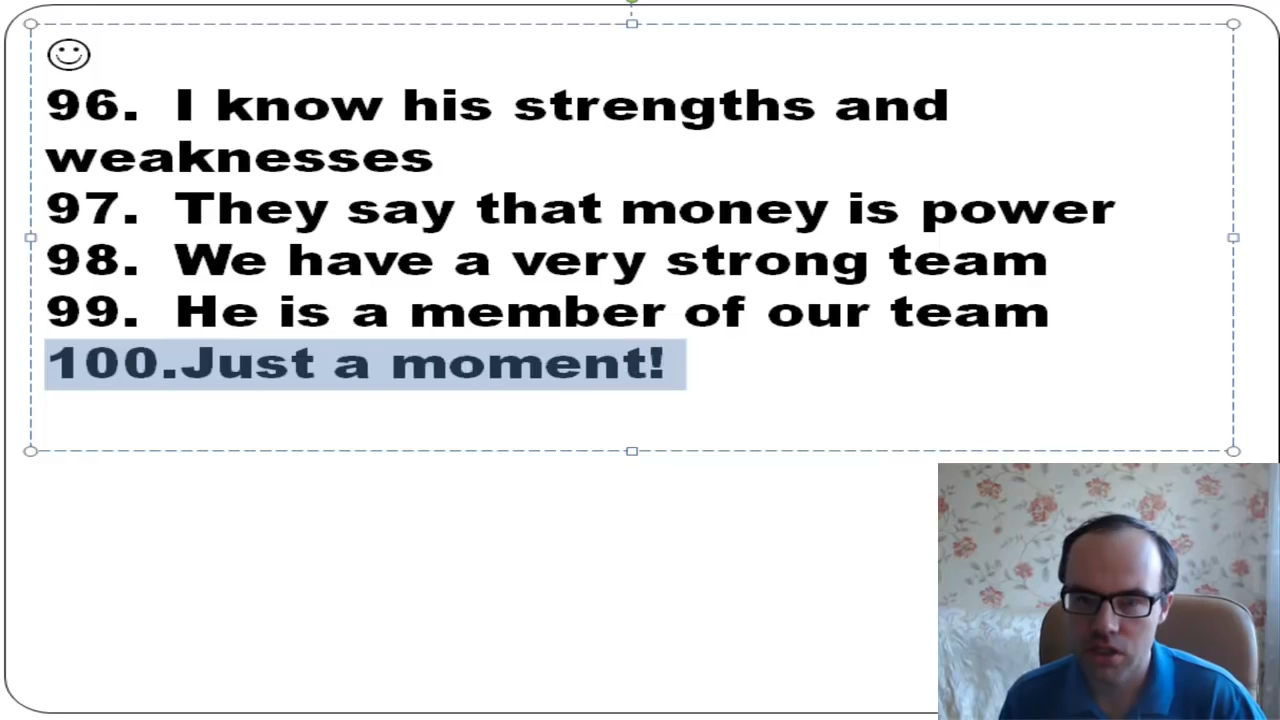 96. I know his strengths and
weaknesses
97. They say that money is power
98. We have a very strong team
99. He is a member of our team
100.Just a moment!